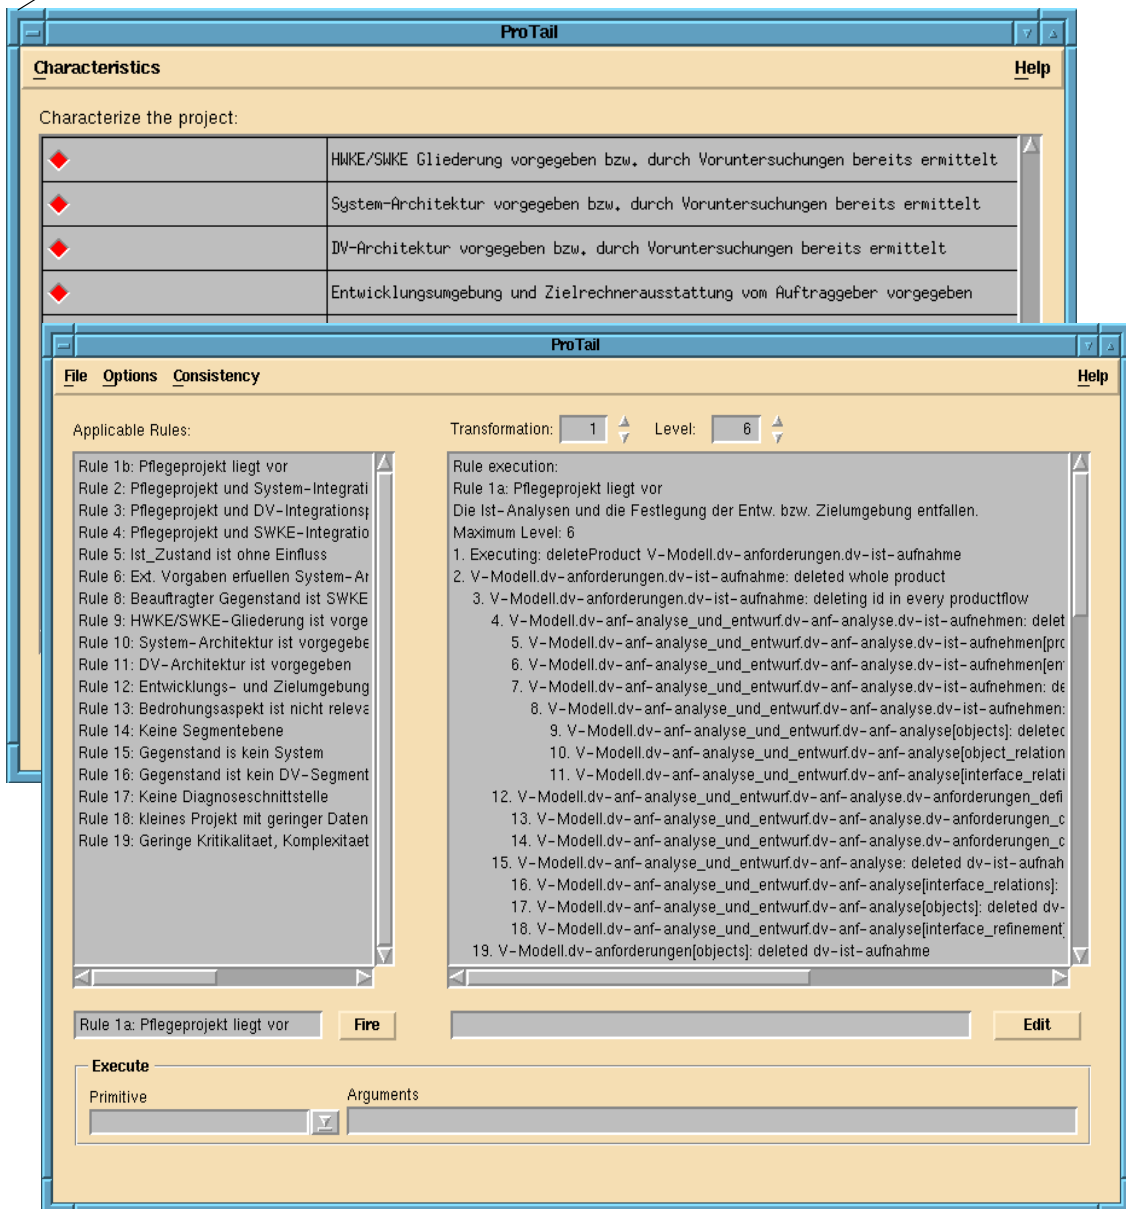 ProTail
Characteristics Help
Characterize the project:
HWKE/SWKE Gliederung vorgegeben bzw. durch Voruntersuchungen bereits ermittelt
System-Architektur vorgegeben bzw. durch Voruntersuchungen bereits ermittelt
DV-Architektur vorgegeben bzw. durch Voruntersuchungen bereits ermittelt
Entwicklungsumgebung und Zielrechnerausstattung vom Auftraggeber vorgegeben
ProTail
File Options Consistency Help
Applicable Rules:
Rule 1b: Pflegeprojekt liegt vor
Rule 2: Pflegeprojekt und System-Integrati
Rule 3: Pflegeprojekt und DV-Integrationsp
Rule 4: Pflegeprojekt und SWKE-Integratio
Rule 5: Ist_Zustand ist ohne Einfluss
Rule 6: Ext. Vorgaben erfuellen System-Ar
Rule 8: Beauftragter Gegenstand ist SWKE
Rule 9: HWKE/SWKE-Gliederung ist vorge
Rule 10: System-Architektur ist vorgegebe
Rule 11: DV-Architektur ist vorgegeben
Rule 12: Entwicklungs- und Zielumgebung
Rule 13: Bedrohungsaspekt ist nicht releva
Rule 14: Keine Segmentebene
Rule 15: Gegenstand is kein System
Rule 16: Gegenstand ist kein DV-Segment
Rule 17: Keine Diagnoseschnittstelle
Rule 18: kleines Projekt mit geringer Daten
Rule 19: Geringe Kritikalitaet, Komplexitaet
Transformation: 1 Level: 6
Rule execution:
Rule 1a: Pflegeprojekt liegt vor
Die Ist-Analysen und die Festlegung der Entw. bzw. Zielumgebung entfallen.
Maximum Level: 6
1. Executing: deleteProduct V-Modell.dv-anforderungen.dv-ist-aufnahme
2. V-Modell.dv-anforderungen.dv-ist-aufnahme: deleted whole product
3. V-Modell.dv-anforderungen.dv-ist-aufnahme: deleting id in every productflow
4. V-Modell.dv-anf-analyse_und_entwurf.dv-anf-analyse.dv-ist-aufnehmen: delet
5. V-Modell.dv-anf-analyse_und_entwurf.dv-anf-analyse.dv-ist-aufnehmen[pro
6. V-Modell.dv-anf-analyse_und_entwurf.dv-anf-analyse.dv-ist-aufnehmen[en
7. V-Modell.dv-anf-analyse_und_entwurf.dv-anf-analyse.dv-ist-aufnehmen: de
8. V-Modell.dv-anf-analyse_und_entwurf.dv-anf-analyse.dv-ist-aufnehmen:
9. V-Modell.dv-anf-analyse_und_entwurf.dv-anf-analyse[objects]: deleted
10. V-Modell.dv-anf-analyse_und_entwurf.dv-anf-analyse[object_relation
11. V-Modell.dv-anf-analyse_und_entwurf.dv-anf-analyse[interface_relati
12. V-Modell.dv-anf-analyse_und_entwurf.dv-anf-analyse.dv-anforderungen_defi
13. V-Modell.dv-anf-analyse_und_entwurf.dv-anf-analyse.dv-anforderungen_d
14. V-Modell.dv-anf-analyse_und_entwurf.dv-anf-analyse.dv-anforderungen_d
15. V-Modell.dv-anf-analyse_und_entwurf.dv-anf-analyse: deleted dv-ist-aufnah
16. V-Modell.dv-anf-analyse_und_entwurf.dv-anf-analyse[interface_relations]:
17. V-Modell.dv-anf-analyse_und_entwurf.dv-anf-analyse[objects]: deleted dv-
18. V-Modell.dv-anf-analyse_und_entwurf.dv-anf-analyse[interface_refinement]
19. V-Modell.dv-anforderungen[objects]: deleted dv-ist-aufnahme
Rule 1a: Pflegeprojekt liegt vor Fire Edit
Execute
Primitive Arguments